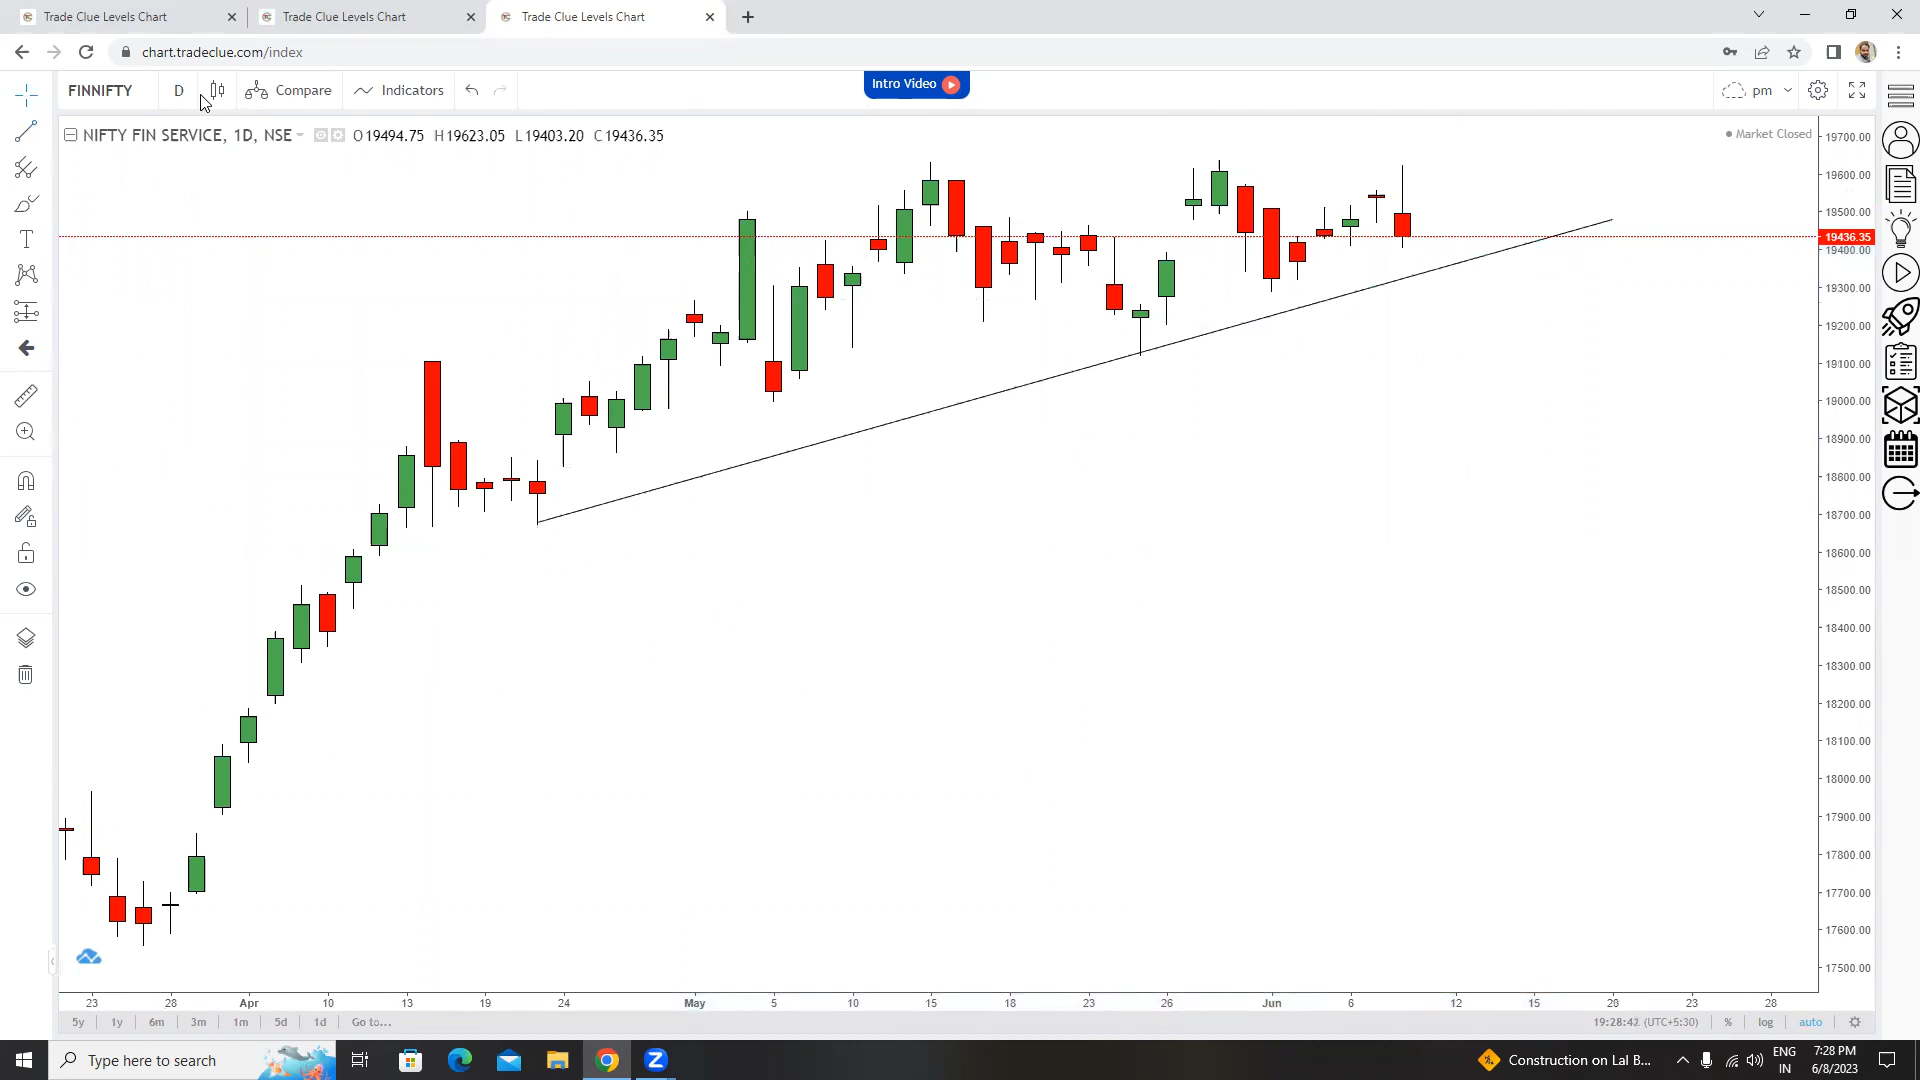 Trade Clue Levels Chart
Trade Clue Levels Chart
Trade Clue Levels Chart
chart.tradeclue.com/index
FINNIFTY
D
Compare
Indicators
Intro Video
pm
NIFTY FIN SERVICE, 1D, NSE
O19494.75 H19623.05 L19403.20 C19436.35
Market Closed
19700.00
19600.00
19500.00
19436.35
19400.00
19300.00
19200.00
19100.00
19000.00
18900.00
18800.00
18700.00
18600.00
18500.00
18400.00
18300.00
18200.00
18100.00
18000.00
17900.00
17800.00
17700.00
17600.00
17500.00
23 28 Apr 10 13 19 24 May 5 10 15 18 23 26 Jun 6 12 15 20 23 28
5y 1y 6m 3m 1m 5d 1d Go to...
19:28:42 (UTC+5:30) % log auto
Type here to search
Construction on Lal B...
ENG
IN
7:28 PM
6/8/2023